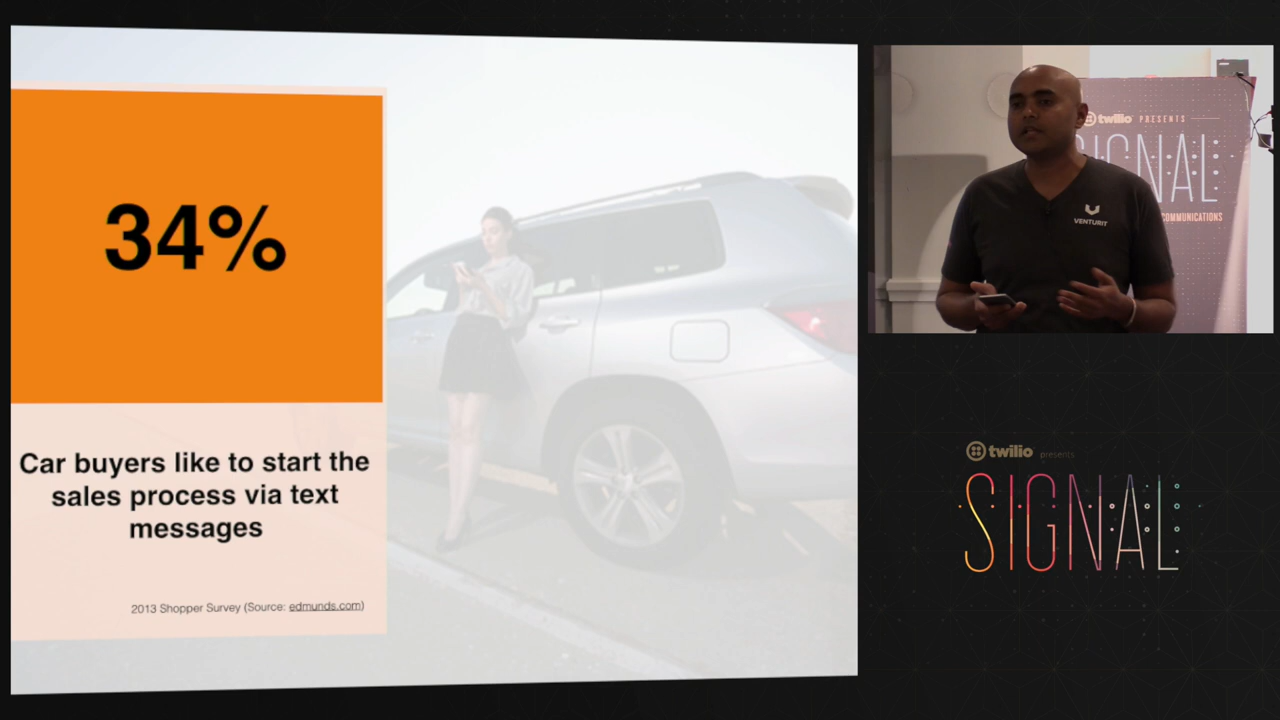 34%
Car buyers like to start the
sales process via text
messages
2013 Shopper Survey (Source: edmunds.com)
twilio PRESENTS
SIGNAL
COMMUNICATIONS
VENTURIT
twilio presents
SIGNAL